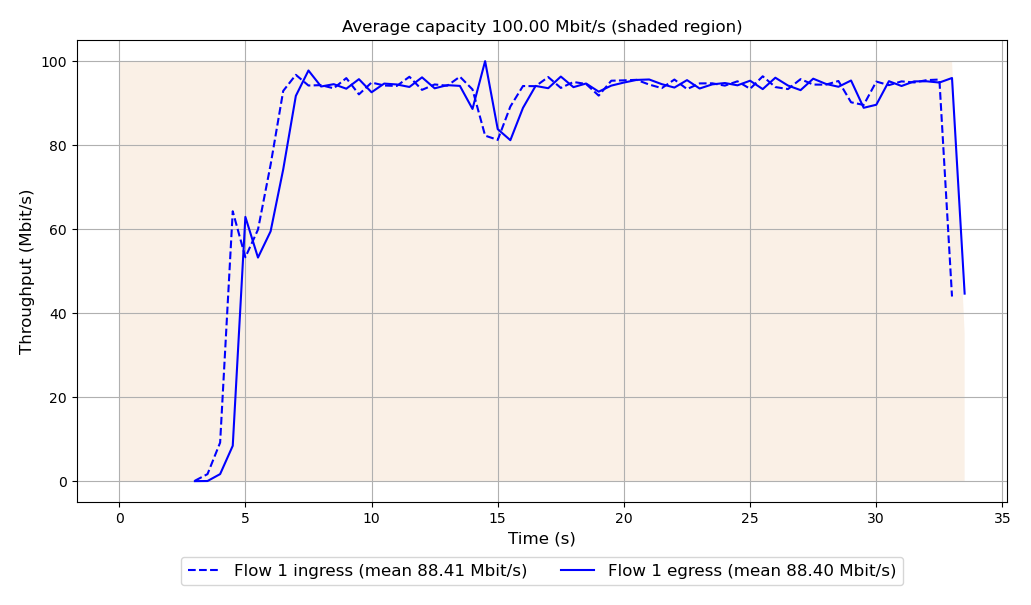 Average capacity 100.00 Mbit/s (shaded region)
Throughput (Mbit/s)
100
80
60
40
20
0
0 5 10 15 20 25 30 35
Time (s)
Flow 1 ingress (mean 88.41 Mbit/s) Flow 1 egress (mean 88.40 Mbit/s)